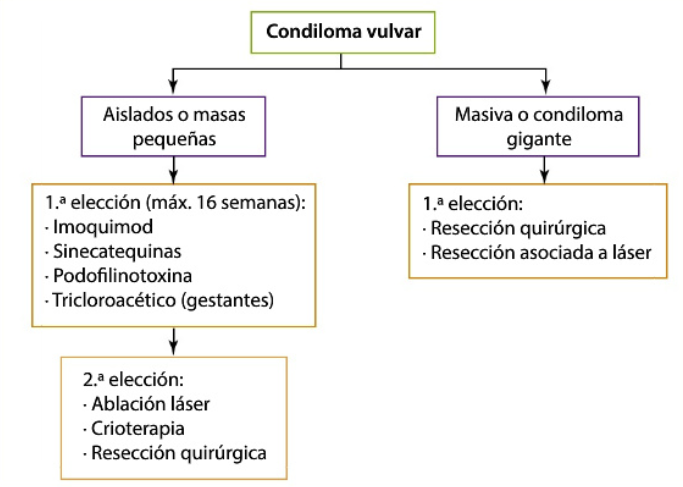 Condiloma vulvar
Aislados o masas
pequeñas
Masiva o condiloma
gigante
1.ª elección (máx. 16 semanas):
· Imoquimod
· Sinecatequinas
· Podofilinotoxina
· Tricloroacético (gestantes)
1.ª elección:
· Resección quirúrgica
· Resección asociada a láser
2.ª elección:
· Ablación láser
· Crioterapia
· Resección quirúrgica